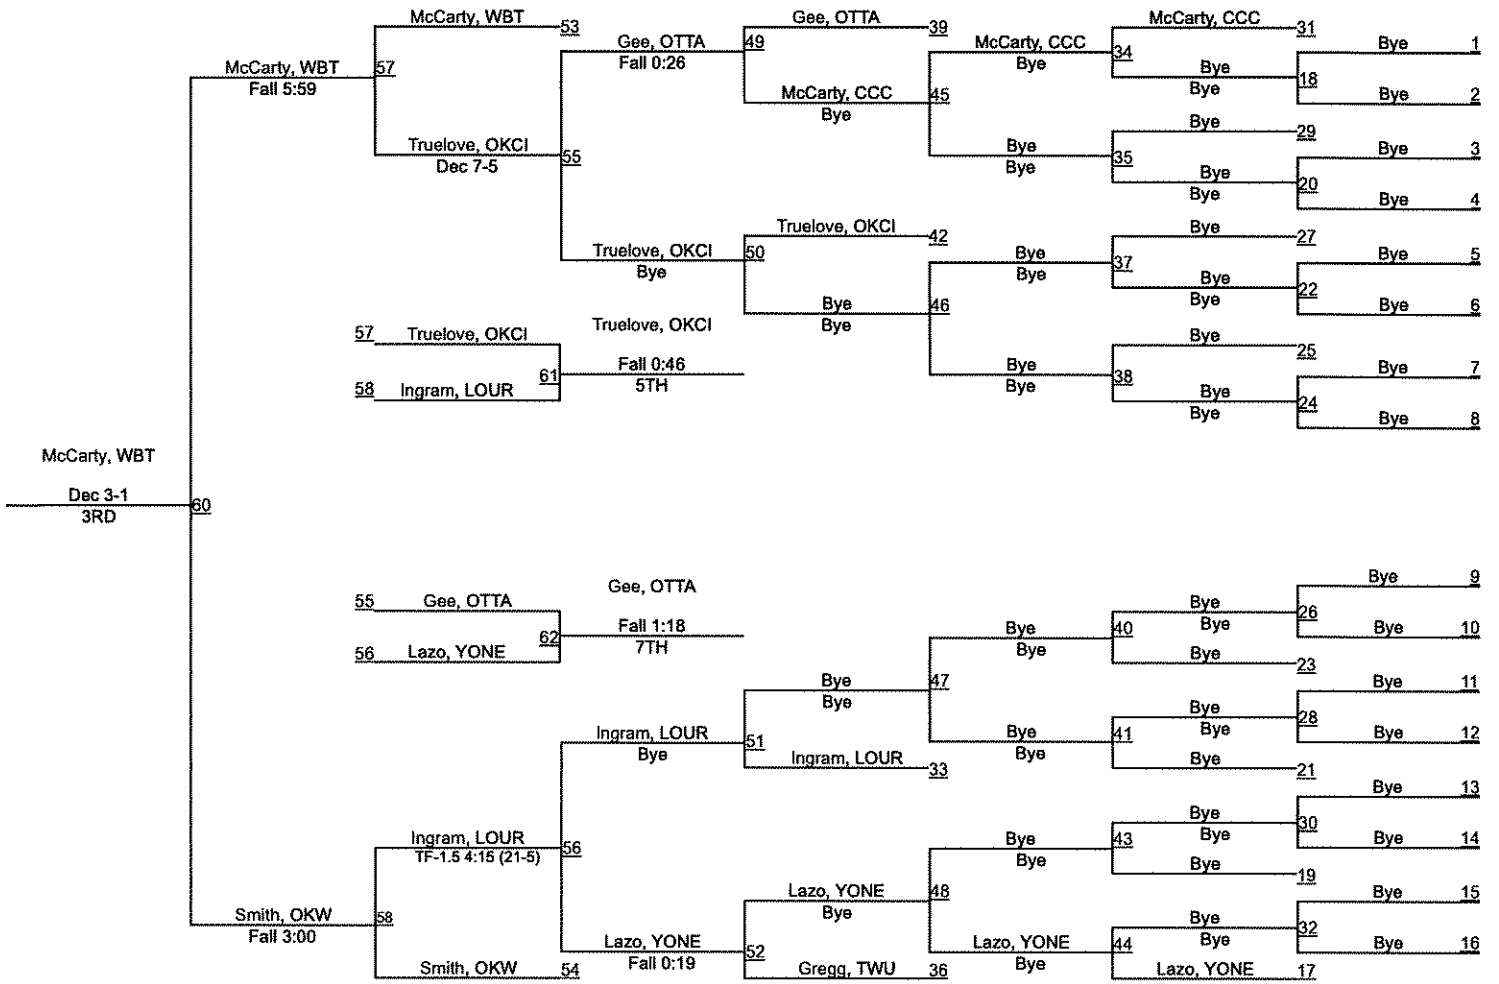 McCarty, WBT 53 Gee, OTTA 39 McCarty, CCC 31
Gee, OTTA 49 McCarty, CCC 34 Bye 1
McCarty, WBT 57 Fall 0:26 Bye Bye 18
Fall 5:59 McCarty, CCC 45 Bye Bye 2
Bye
Bye 29
Truelove, OKCI 55 Bye 35 Bye 3
Dec 7-5 Bye Bye 20
Bye Bye 4
Truelove, OKCI 42 Bye 27
Truelove, OKCI 50 Bye 37 Bye 5
Bye Bye Bye 22
Bye 46 Bye Bye 6
Bye
57 Truelove, OKCI Truelove, OKCI
Bye 25
61 Fall 0:46 Bye 38 Bye 7
58 Ingram, LOUR 5TH Bye Bye 24
Bye Bye 8
McCarty, WBT
Dec 3-1 60
3RD
Gee, OTTA Bye 9
55 Gee, OTTA Bye 26
62 Fall 1:18 Bye 40 Bye Bye 10
56 Lazo, YONE 7TH Bye Bye 23
Bye 47 Bye 11
Bye Bye 28
Ingram, LOUR 51 Bye 41 Bye Bye 12
Bye Ingram, LOUR 33 Bye Bye 21
Bye 13
Ingram, LOUR 56 Bye 43 Bye 30
TF-1.5 4:15 (21-5) Bye Bye Bye 14
Bye 19
Lazo, YONE 48 Bye 15
Smith, OKW 58 Bye Bye 32
Fall 3:00 Lazo, YONE 52 Lazo, YONE 44 Bye Bye 16
Fall 0:19 Bye
Smith, OKW 54 Gregg, TWU 36 Lazo, YONE 17